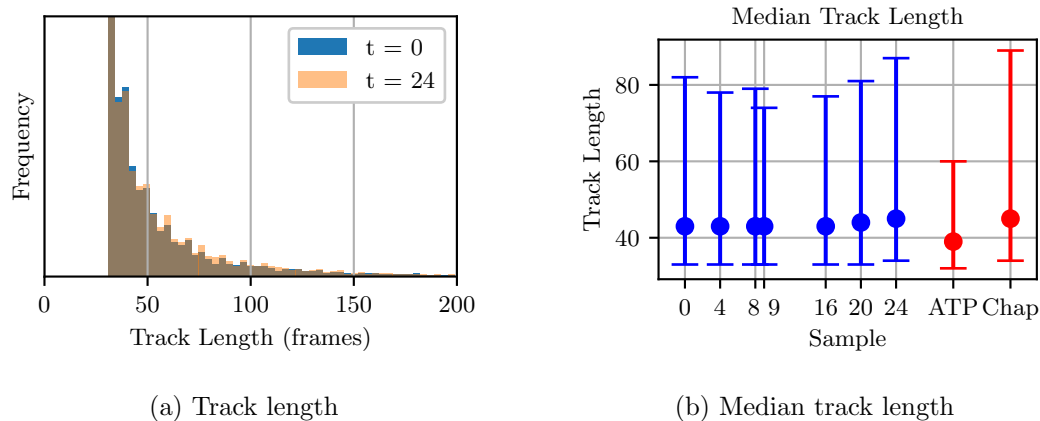 t = 0
t = 24
Frequency
0 50 100 150 200
Track Length (frames)
(a) Track length
Median Track Length
Track Length
80
60
40
0 4 8 9 16 20 24 ATP Chap
Sample
(b) Median track length